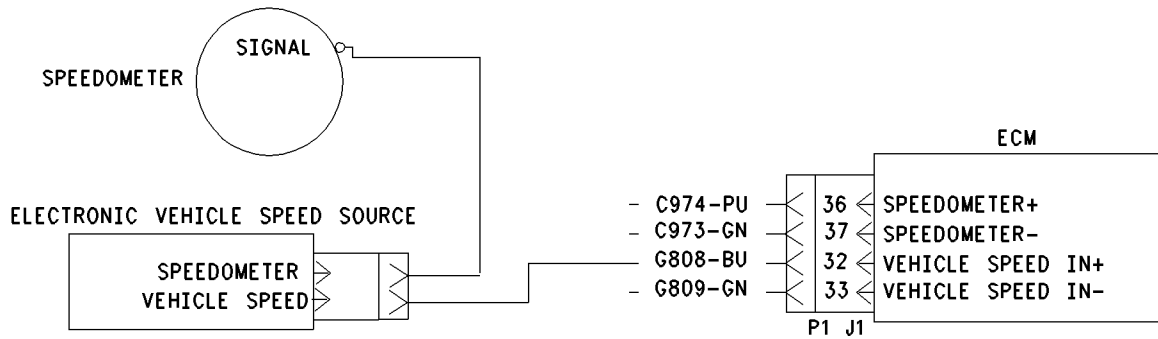 SIGNAL
SPEEDOMETER
ECM
ELECTRONIC VEHICLE SPEED SOURCE
SPEEDOMETER
VEHICLE SPEED
C974-PU 36 SPEEDOMETER+
C973-GN 37 SPEEDOMETER-
G808-BU 32 VEHICLE SPEED IN+
G809-GN 33 VEHICLE SPEED IN-
P1 J1